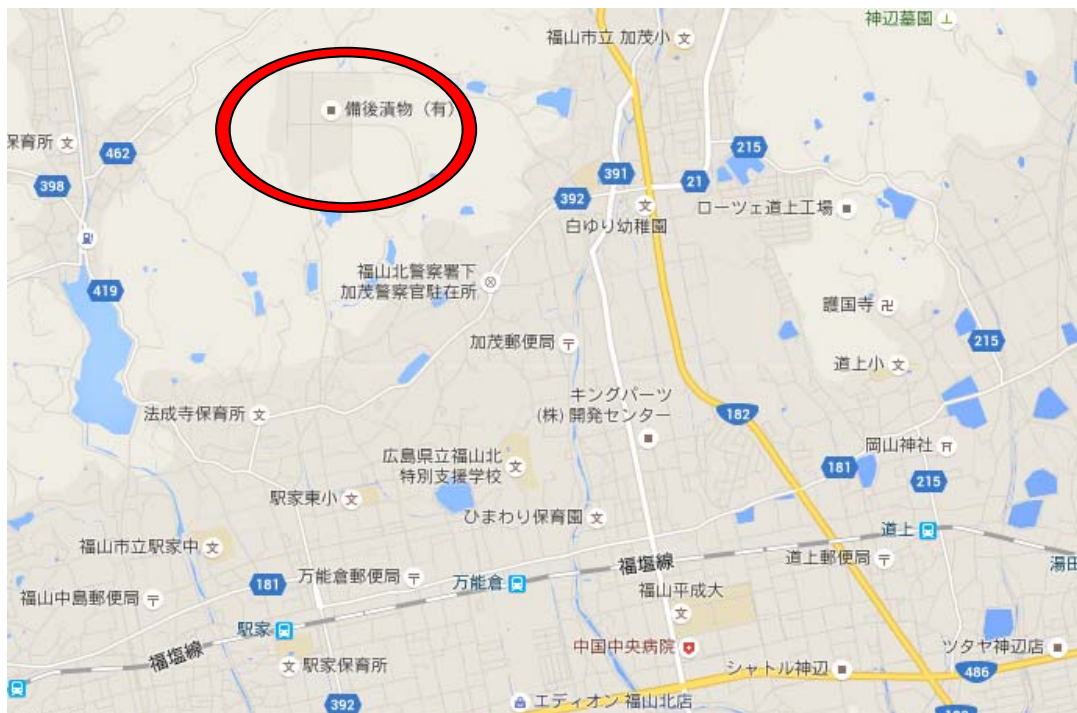 神辺墓園
福山市立 加茂小
備後漬物（有）
保育所
462
215
398
391
21
392
ローツェ道上工場
白ゆり幼稚園
福山北警察署下
加茂警察官駐在所
419
護国寺
215
加茂郵便局
道上小
キングパーツ
(株) 開発センター
法成寺保育所
182
岡山神社
広島県立福山北
特別支援学校
181
215
駅家東小
ひまわり保育園
道上
福山市立駅家中
福塩線
道上郵便局
湯田
181
万能倉郵便局
万能倉
福山中島郵便局
福山平成大
駅家
福塩線
中国中央病院
ツタヤ神辺店
駅家保育所
シャトル神辺
486
392
エディオン 福山北店